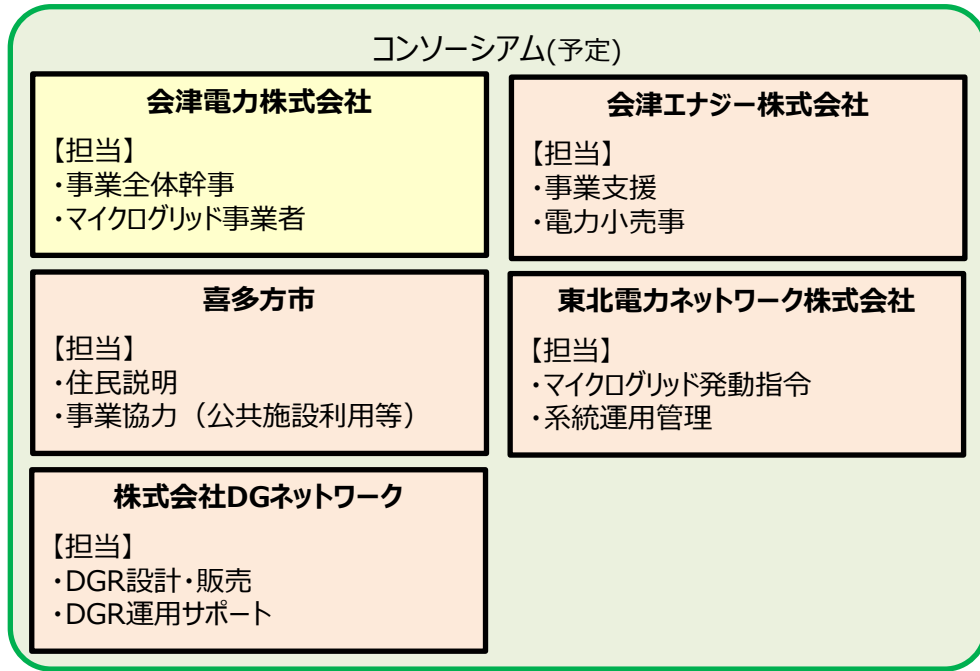 コンソーシアム(予定)
会津電力株式会社
【担当】
・事業全体幹事
・マイクログリッド事業者
会津エナジー株式会社
【担当】
・事業支援
・電力小売事
喜多方市
【担当】
・住民説明
・事業協力（公共施設利用等）
東北電力ネットワーク株式会社
【担当】
・マイクログリッド発動指令
・系統運用管理
株式会社DGネットワーク
【担当】
・DGR設計・販売
・DGR運用サポート